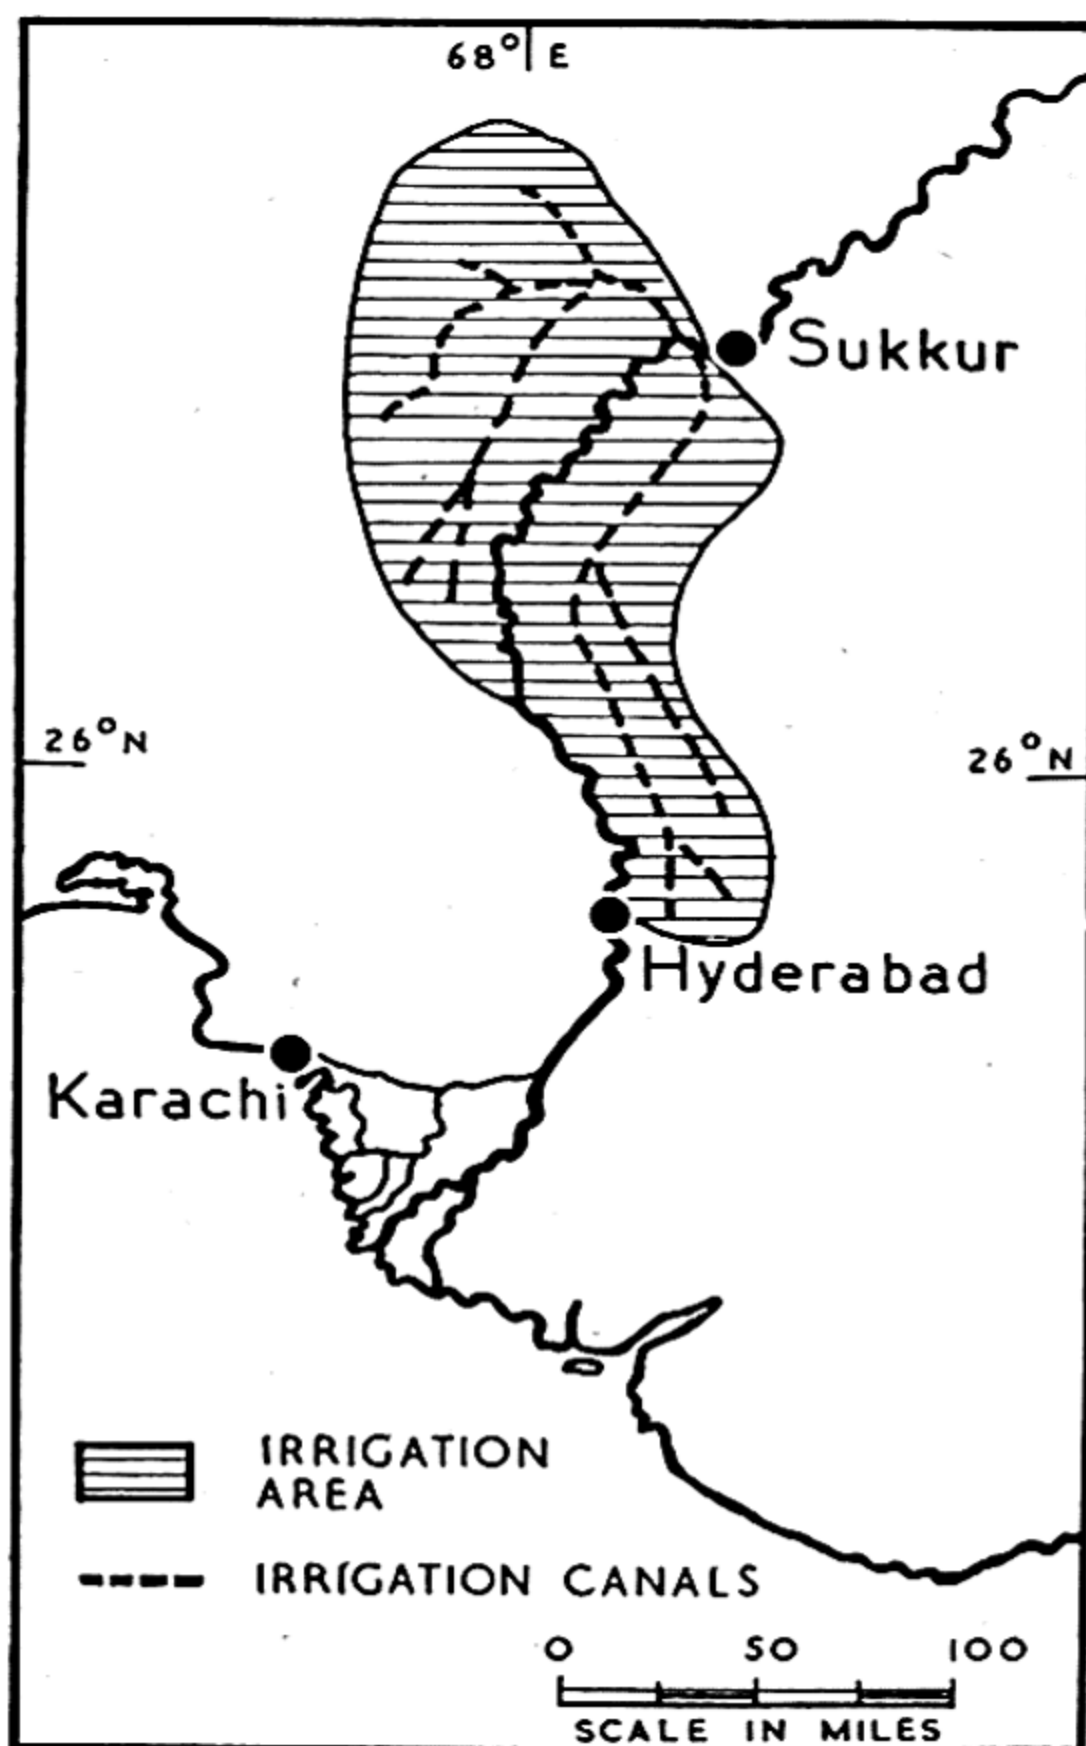 68° E
Sukkur
26°N
26°N
Hyderabad
Karachi
IRRIGATION
AREA
IRRIGATION CANALS
0 50 100
SCALE IN MILES